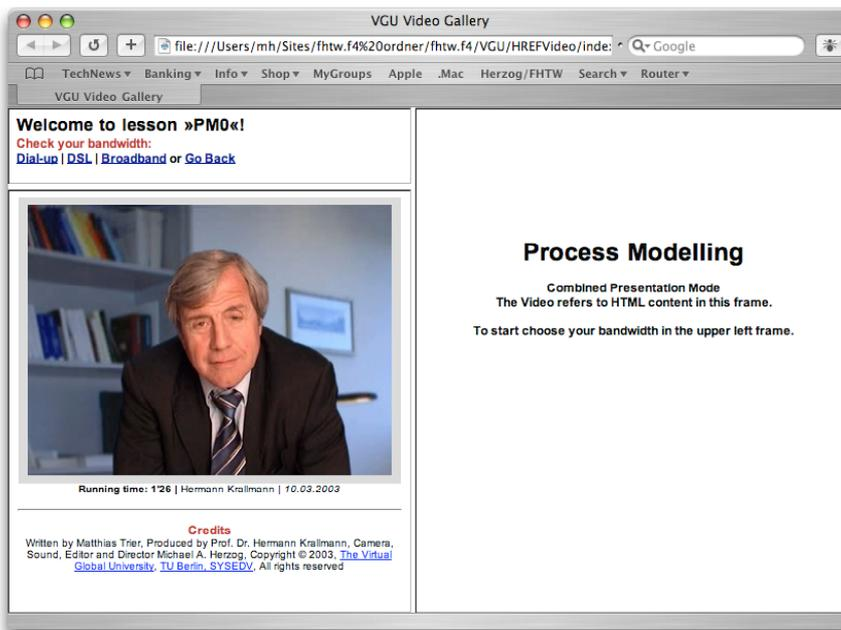 VGU Video Gallery
file:///Users/mh/Sites/fhtw.f4%20ordner/fhtw.f4/VGU/HREFVideo/inde:
Google
TechNews Banking Info Shop MyGroups Apple .Mac Herzog/FHTW Search Router
VGU Video Gallery
Welcome to lesson »PM0«!
Check your bandwidth:
Dial-up | DSL | Broadband or Go Back
Running time: 1'26 | Hermann Krallmann | 10.03.2003
Credits
Written by Matthias Trier, Produced by Prof. Dr. Hermann Krallmann, Camera,
Sound, Editor and Director Michael A. Herzog, Copyright © 2003, The Virtual
Global University, TU Berlin, SYSEDV, All rights reserved
Process Modelling
Combined Presentation Mode
The Video refers to HTML content in this frame.
To start choose your bandwidth in the upper left frame.